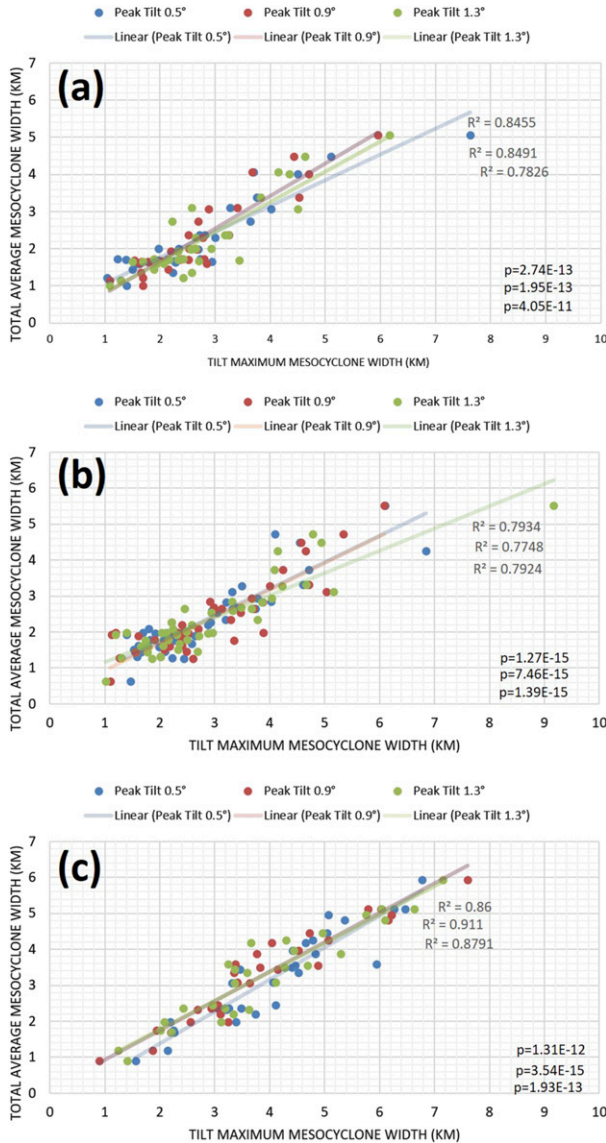 Peak Tilt 0.5° Peak Tilt 0.9° Peak Tilt 1.3°
Linear (Peak Tilt 0.5°) Linear (Peak Tilt 0.9°) Linear (Peak Tilt 1.3°)
(a)
TOTAL AVERAGE MESOCYCLONE WIDTH (KM)
7
6
5
4
3
2
1
0
R² = 0.8455
R² = 0.8491
R² = 0.7826
p=2.74E-13
p=1.95E-13
p=4.05E-11
0 1 2 3 4 5 6 7 8 9 10
TILT MAXIMUM MESOCYCLONE WIDTH (KM)
Peak Tilt 0.5° Peak Tilt 0.9° Peak Tilt 1.3°
Linear (Peak Tilt 0.5°) Linear (Peak Tilt 0.9°) Linear (Peak Tilt 1.3°)
(b)
TOTAL AVERAGE MESOCYCLONE WIDTH (KM)
7
6
5
4
3
2
1
0
R² = 0.7934
R² = 0.7748
R² = 0.7924
p=1.27E-15
p=7.46E-15
p=1.39E-15
0 1 2 3 4 5 6 7 8 9 10
TILT MAXIMUM MESOCYCLONE WIDTH (KM)
Peak Tilt 0.5° Peak Tilt 0.9° Peak Tilt 1.3°
Linear (Peak Tilt 0.5°) Linear (Peak Tilt 0.9°) Linear (Peak Tilt 1.3°)
(c)
TOTAL AVERAGE MESOCYCLONE WIDTH (KM)
7
6
5
4
3
2
1
0
R² = 0.86
R² = 0.911
R² = 0.8791
p=1.31E-12
p=3.54E-15
p=1.93E-13
0 1 2 3 4 5 6 7 8 9 10
TILT MAXIMUM MESOCYCLONE WIDTH (KM)